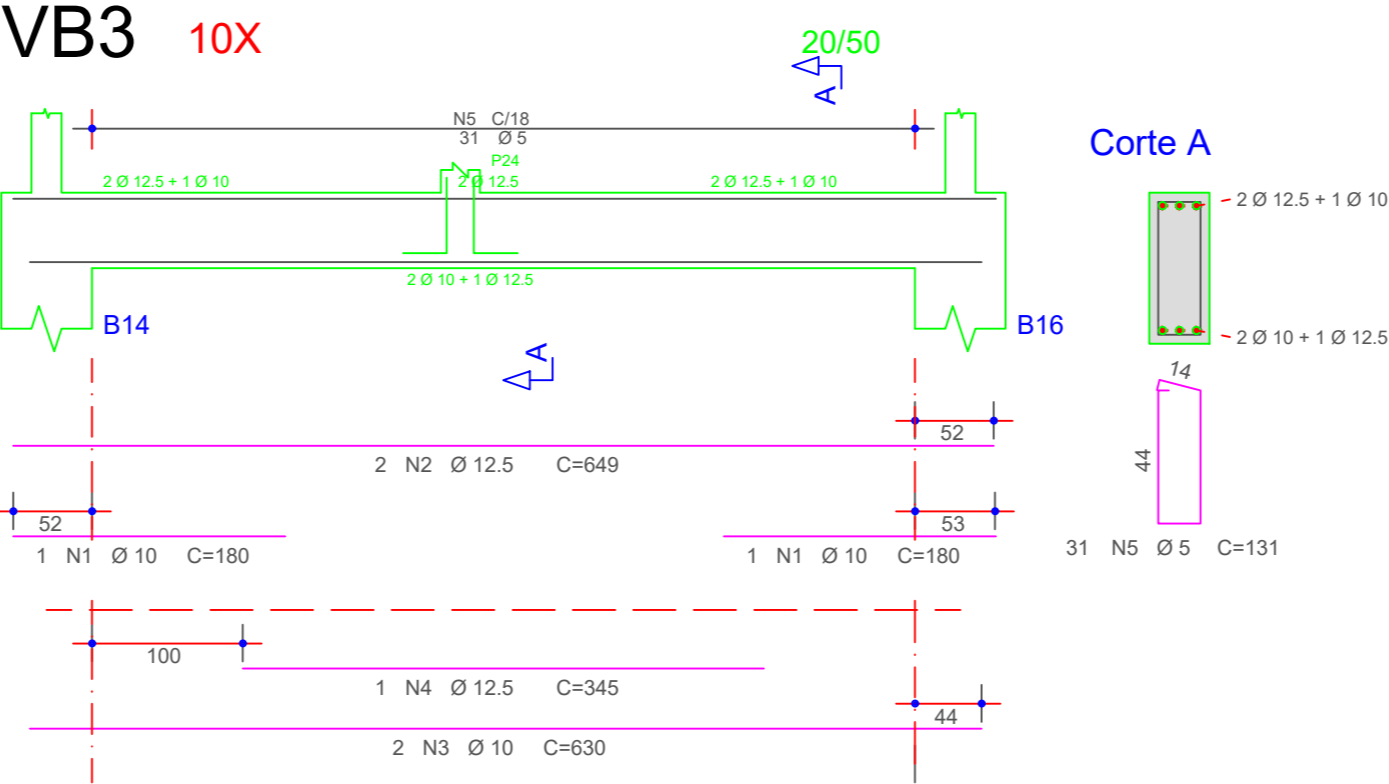 VB3 10X 20/50
A
N5 C/18
31 Ø 5
Corte A
P24
2 Ø 12.5 + 1 Ø 10 2 Ø 12.5 2 Ø 12.5 + 1 Ø 10
2 Ø 12.5 + 1 Ø 10
2 Ø 10 + 1 Ø 12.5
B14 B16
2 Ø 10 + 1 Ø 12.5
A
14
52
2 N2 Ø 12.5 C=649
44
52 53
1 N1 Ø 10 C=180 1 N1 Ø 10 C=180
31 N5 Ø 5 C=131
100
1 N4 Ø 12.5 C=345
44
2 N3 Ø 10 C=630